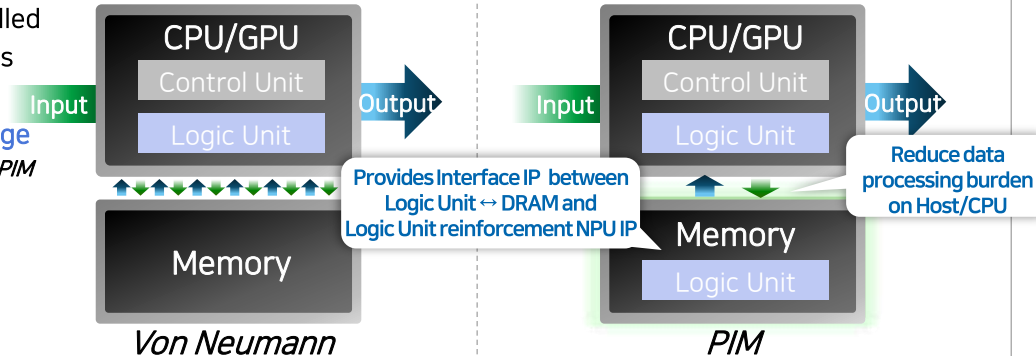 lled
s
ge
PIM
CPU/GPU
Control Unit
Logic Unit
Input
Output
Memory
Von Neumann
Provides Interface IP between
Logic Unit ↔ DRAM and
Logic Unit reinforcement NPU IP
CPU/GPU
Control Unit
Logic Unit
Input
Output
Reduce data
processing burden
on Host/CPU
Memory
Logic Unit
PIM